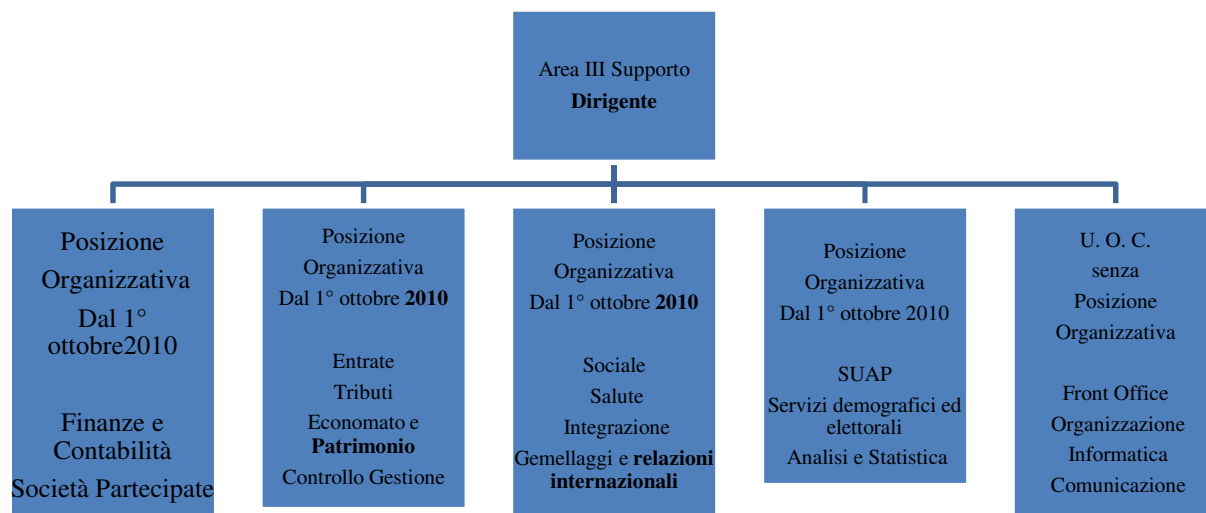 Area III Supporto
Dirigente
Posizione
Organizzativa
Dal 1°
ottobre2010
Finanze e
Contabilità
Società Partecipate
Posizione
Organizzativa
Dal 1° ottobre 2010
Entrate
Tributi
Economato e
Patrimonio
Controllo Gestione
Posizione
Organizzativa
Dal 1° ottobre 2010
Sociale
Salute
Integrazione
Gemellaggi e relazioni
internazionali
Posizione
Organizzativa
Dal 1° ottobre 2010
SUAP
Servizi demografici ed
elettorali
Analisi e Statistica
U. O. C.
senza
Posizione
Organizzativa
Front Office
Organizzazione
Informatica
Comunicazione